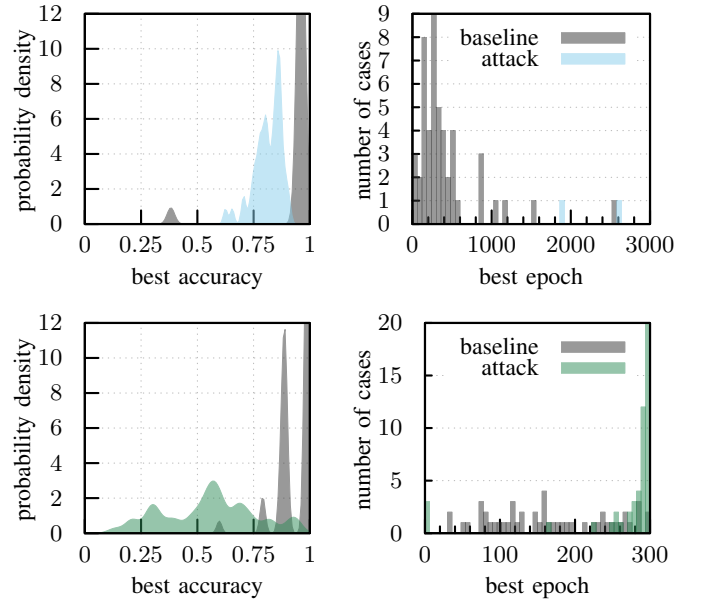 probability density
12
10
8
6
4
2
0
0 0.25 0.5 0.75 1
best accuracy
number of cases
9
8
7
6
5
4
3
2
1
0
baseline
attack
0 1000 2000 3000
best epoch
probability density
12
10
8
6
4
2
0
0 0.25 0.5 0.75 1
best accuracy
number of cases
20
15
10
5
0
baseline
attack
0 100 200 300
best epoch